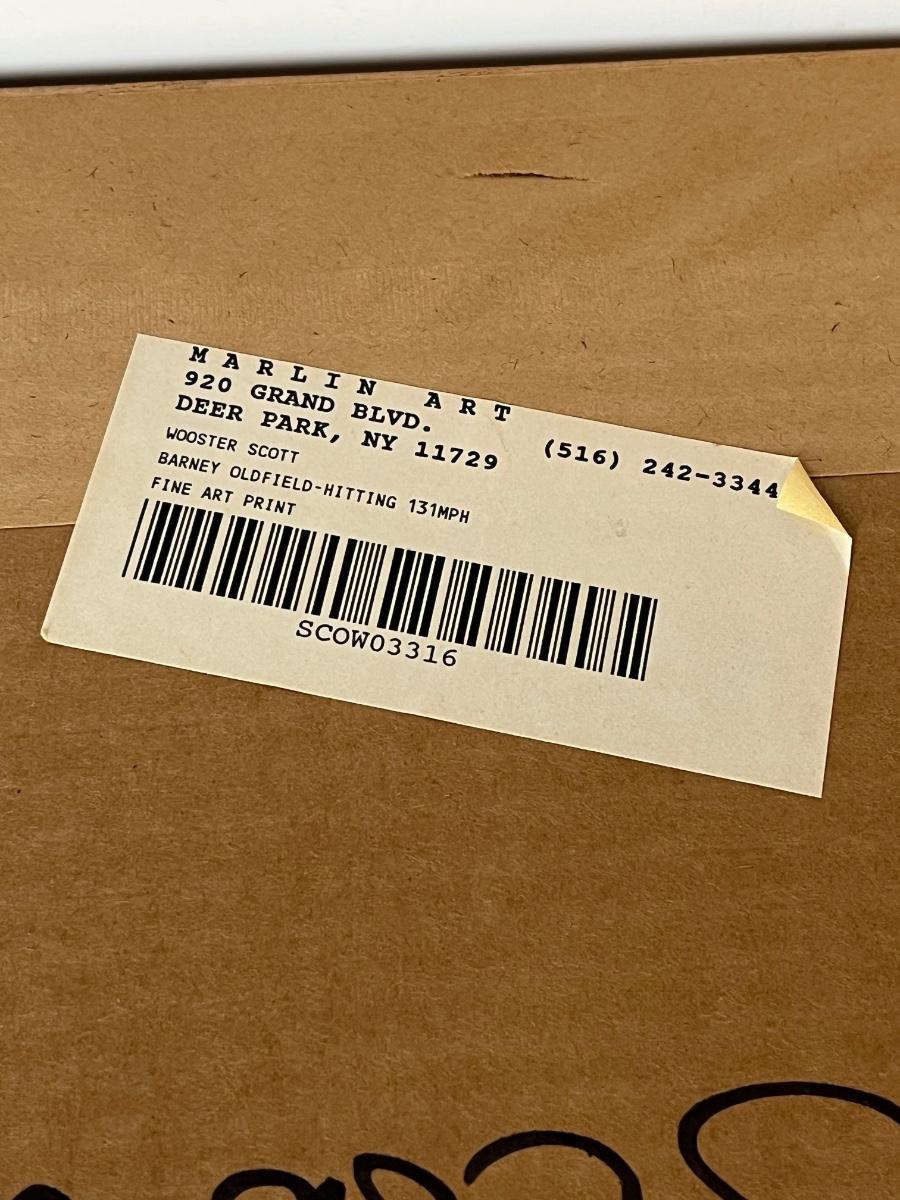 MARLIN ART
920 GRAND BLVD.
DEER PARK, NY 11729 (516) 242-3344
WOOSTER SCOTT
BARNEY OLDFIELD-HITTING 131MPH
FINE ART PRINT
SCOW03316